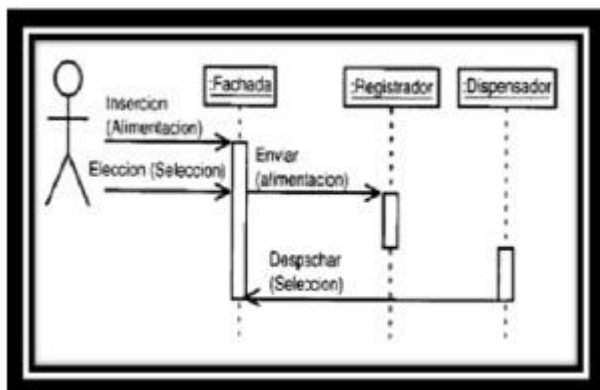 :Fachada
:Registrador
:Dispensador
Insercion
(Alimentacion)
Eleccion (Seleccion)
Enviar
(alimentacion)
Despachar
(Seleccion)